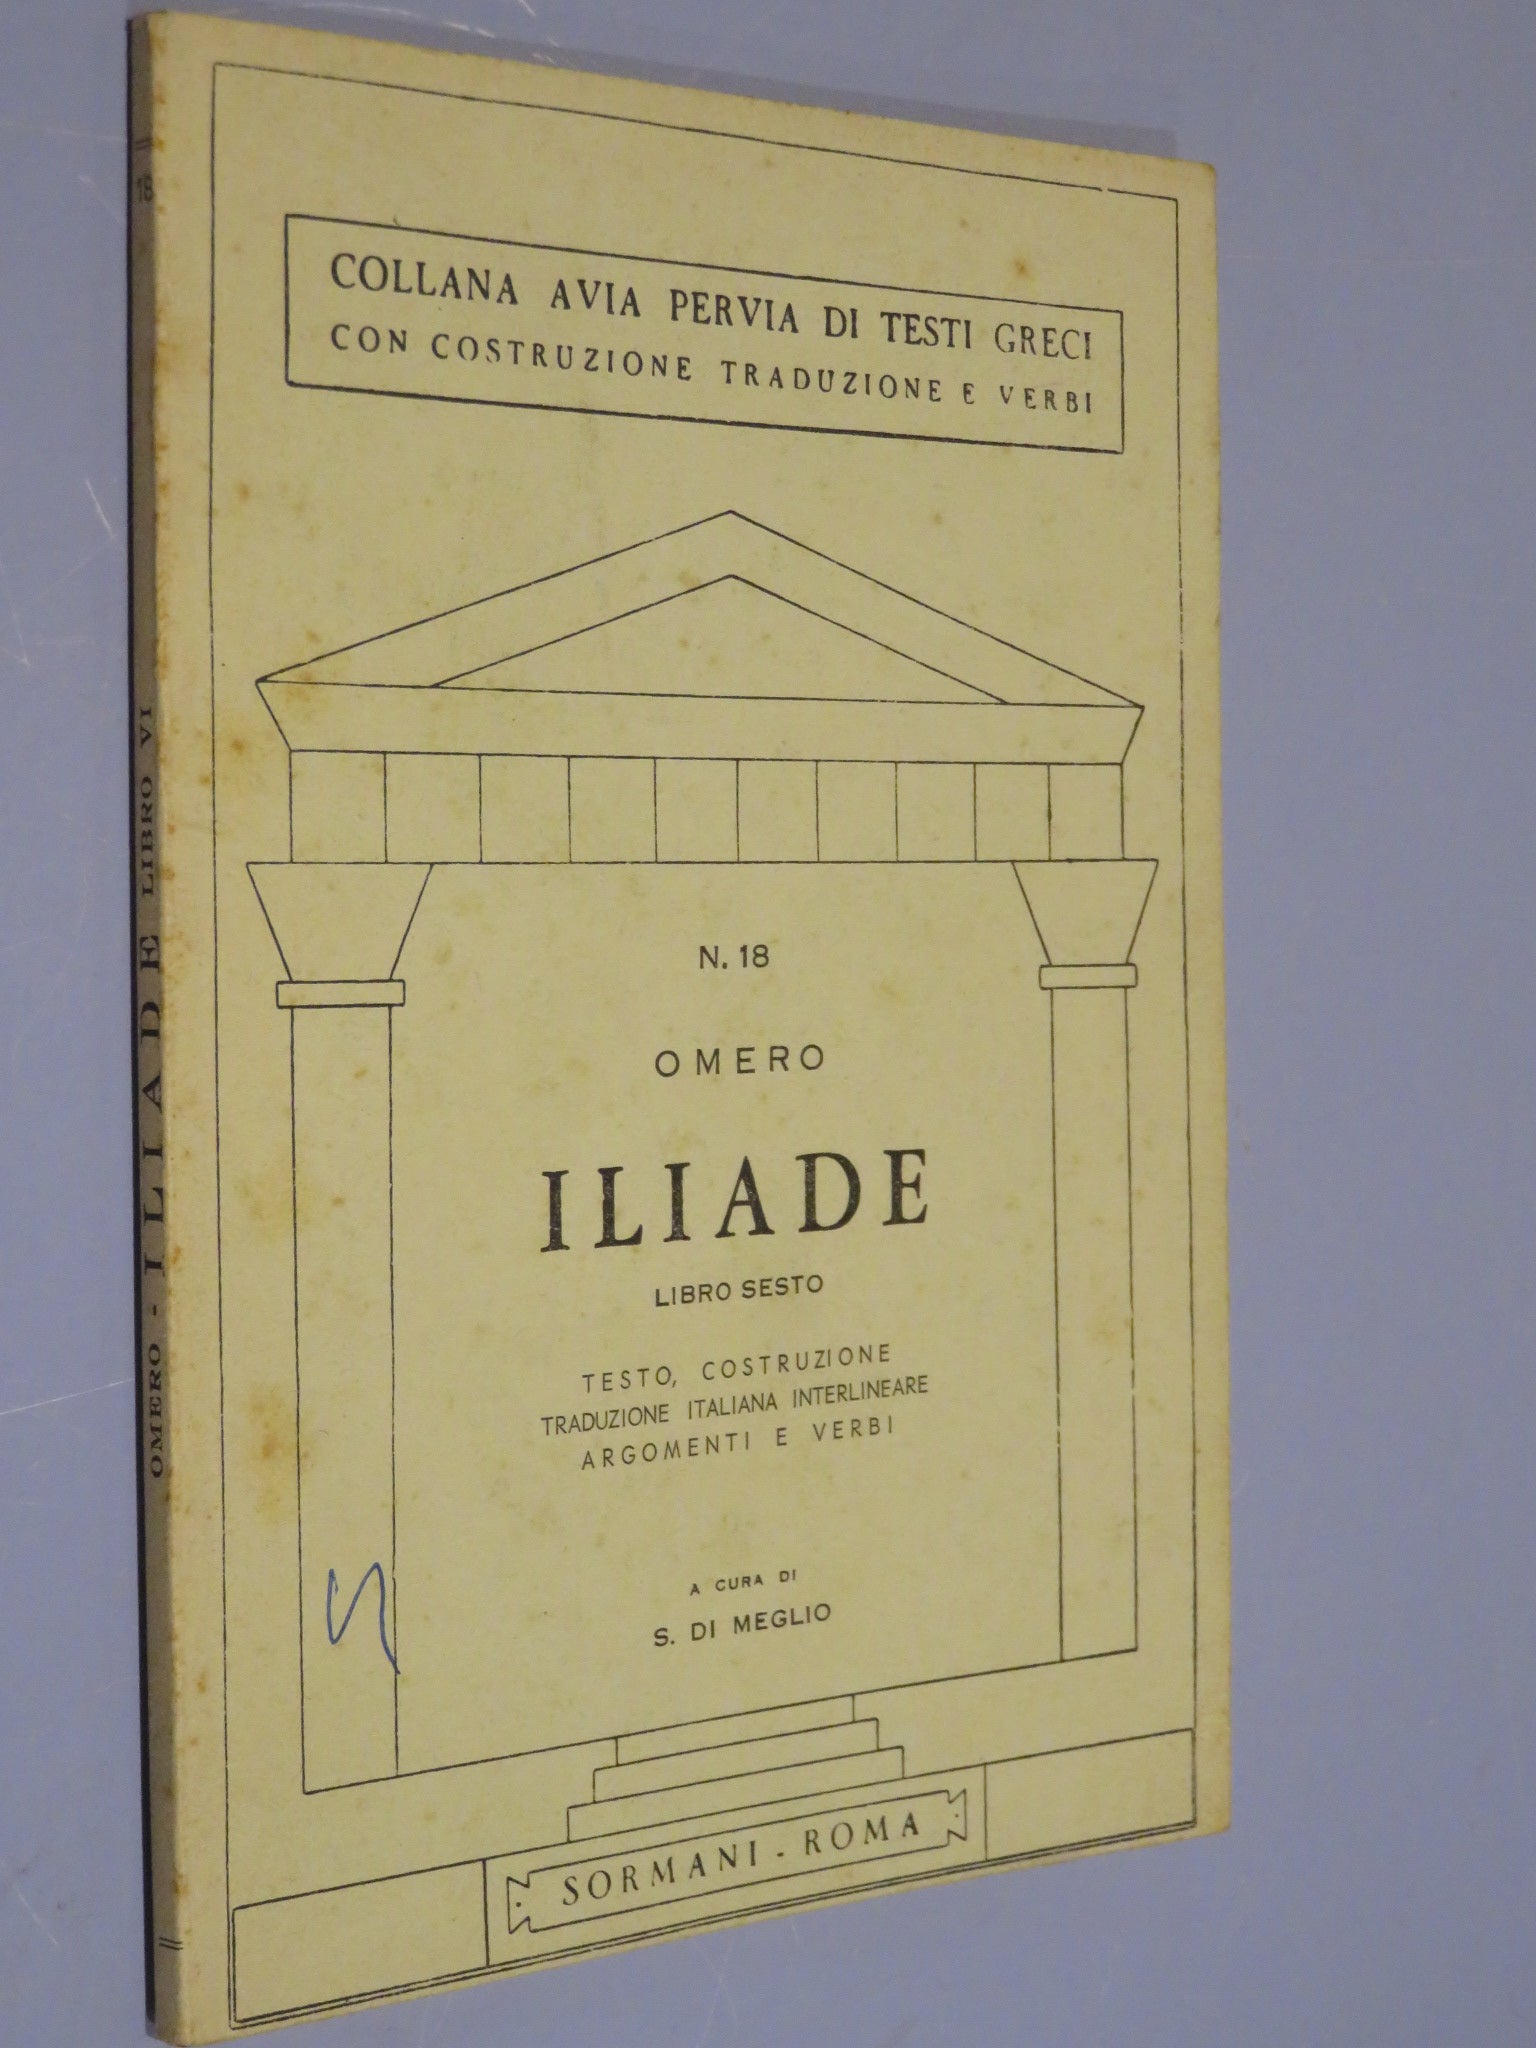 COLLANA AVIA PERVIA DI TESTI GRECI
CON COSTRUZIONE TRADUZIONE E VERBI
N. 18
OMERO
ILIADE
LIBRO SESTO
TESTO, COSTRUZIONE
TRADUZIONE ITALIANA INTERLINEARE
ARGOMENTI E VERBI
A CURA DI
S. DI MEGLIO
SORMANI - ROMA
18
OMERO - ILIADE LIBRO VI